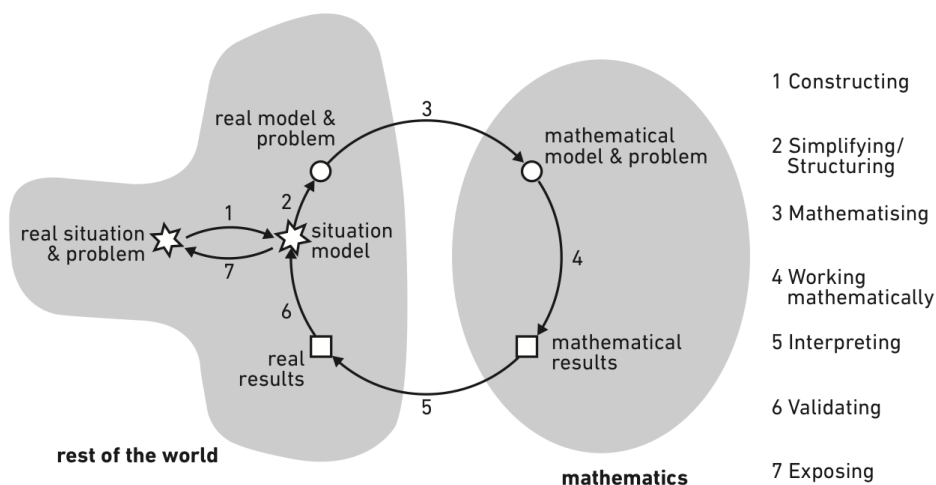 real model &
problem
3
mathematical
model & problem
2
1
real situation
& problem
situation
model
7
4
6
real
results
mathematical
results
5
rest of the world
mathematics
1 Constructing
2 Simplifying/
Structuring
3 Mathematising
4 Working
mathematically
5 Interpreting
6 Validating
7 Exposing